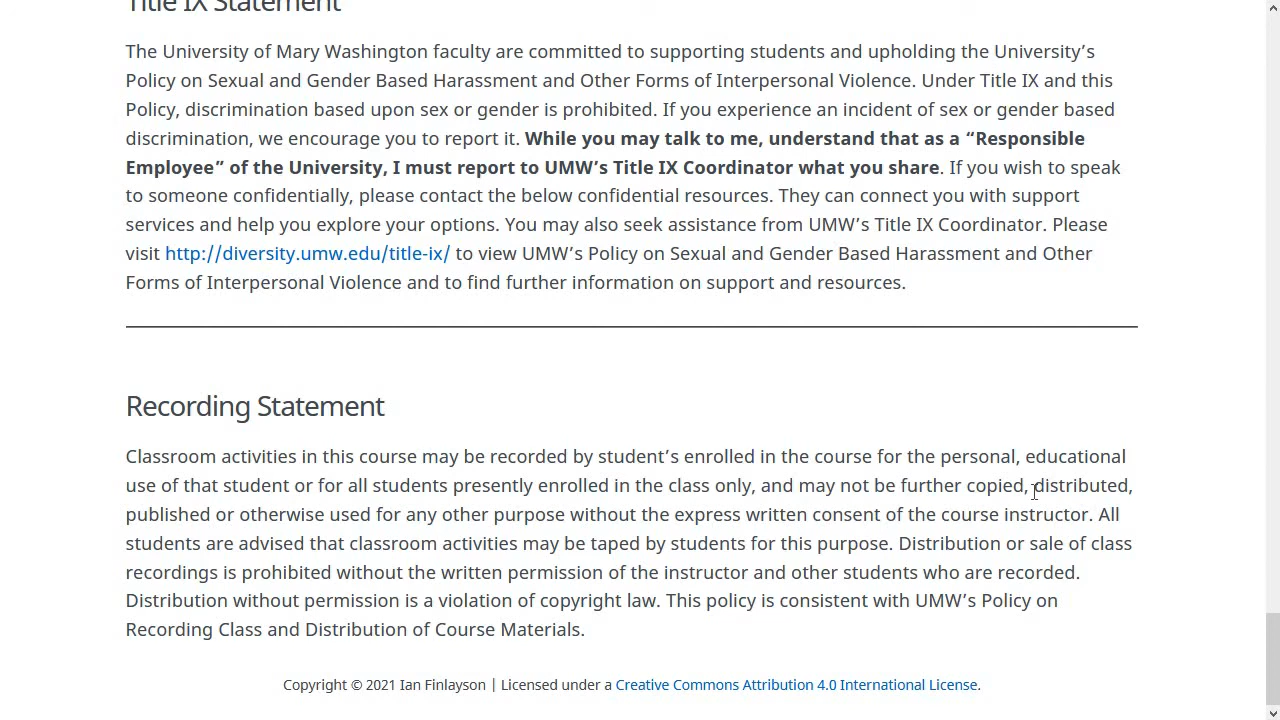 Title IX Statement
The University of Mary Washington faculty are committed to supporting students and upholding the University’s
Policy on Sexual and Gender Based Harassment and Other Forms of Interpersonal Violence. Under Title IX and this
Policy, discrimination based upon sex or gender is prohibited. If you experience an incident of sex or gender based
discrimination, we encourage you to report it. While you may talk to me, understand that as a “Responsible
Employee” of the University, I must report to UMW’s Title IX Coordinator what you share. If you wish to speak
to someone confidentially, please contact the below confidential resources. They can connect you with support
services and help you explore your options. You may also seek assistance from UMW’s Title IX Coordinator. Please
visit http://diversity.umw.edu/title-ix/ to view UMW’s Policy on Sexual and Gender Based Harassment and Other
Forms of Interpersonal Violence and to find further information on support and resources.
Recording Statement
Classroom activities in this course may be recorded by student’s enrolled in the course for the personal, educational
use of that student or for all students presently enrolled in the class only, and may not be further copied, distributed,
published or otherwise used for any other purpose without the express written consent of the course instructor. All
students are advised that classroom activities may be taped by students for this purpose. Distribution or sale of class
recordings is prohibited without the written permission of the instructor and other students who are recorded.
Distribution without permission is a violation of copyright law. This policy is consistent with UMW’s Policy on
Recording Class and Distribution of Course Materials.
Copyright © 2021 Ian Finlayson | Licensed under a Creative Commons Attribution 4.0 International License.